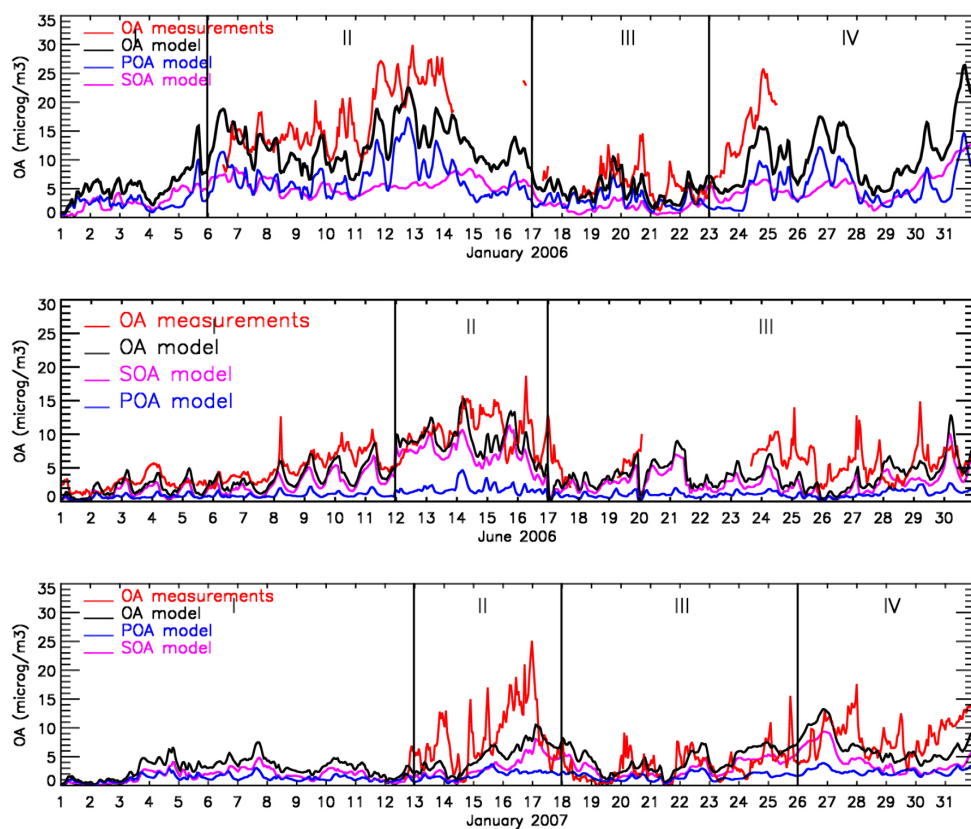 OA (microg/m3)
35
30
25
20
15
10
5
0
OA measurements
OA model
POA model
SOA model
I
II
III
IV
1 2 3 4 5 6 7 8 9 10 11 12 13 14 15 16 17 18 19 20 21 22 23 24 25 26 27 28 29 30 31
January 2006
OA (microg/m3)
30
25
20
15
10
5
0
OA measurements
OA model
SOA model
POA model
I
II
III
1 2 3 4 5 6 7 8 9 10 11 12 13 14 15 16 17 18 19 20 21 22 23 24 25 26 27 28 29 30
June 2006
OA (microg/m3)
35
30
25
20
15
10
5
0
OA measurements
OA model
POA model
SOA model
I
II
III
IV
1 2 3 4 5 6 7 8 9 10 11 12 13 14 15 16 17 18 19 20 21 22 23 24 25 26 27 28 29 30 31
January 2007